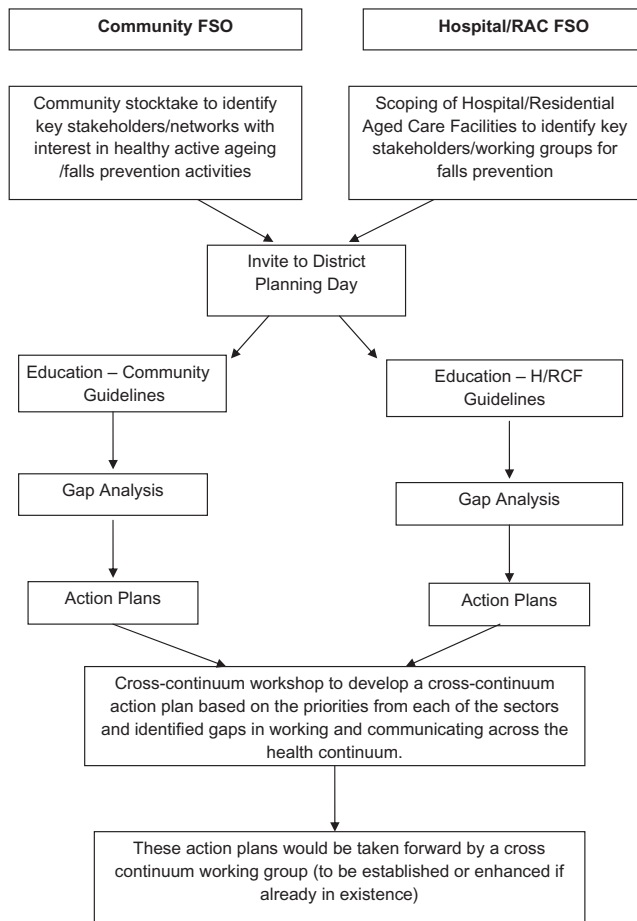 Community FSO
Hospital/RAC FSO
Community stocktake to identify
key stakeholders/networks with
interest in healthy active ageing
/falls prevention activities
Scoping of Hospital/Residential
Aged Care Facilities to identify key
stakeholders/working groups for
falls prevention
Invite to District
Planning Day
Education – Community
Guidelines
Education – H/RCF
Guidelines
Gap Analysis
Gap Analysis
Action Plans
Action Plans
Cross-continuum workshop to develop a cross-continuum
action plan based on the priorities from each of the sectors
and identified gaps in working and communicating across the
health continuum.
These action plans would be taken forward by a cross
continuum working group (to be established or enhanced if
already in existence)